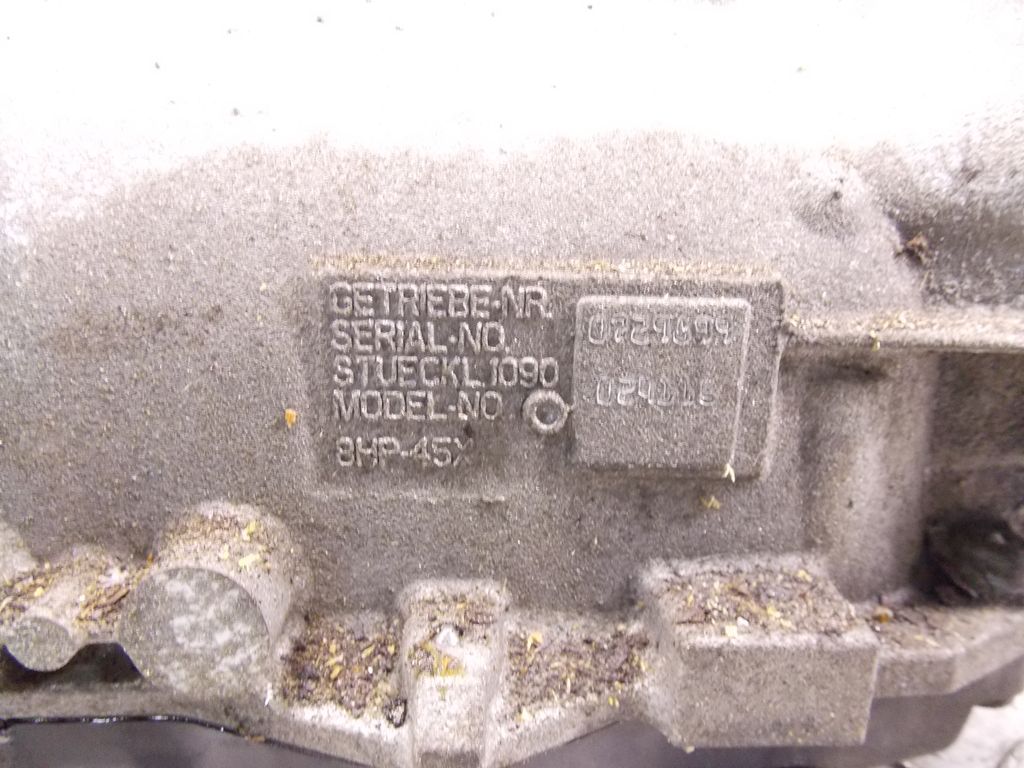 GETRIEBE-NR.
SERIAL-NO.
STUECKL 1090
MODEL-NO
8HP-45X